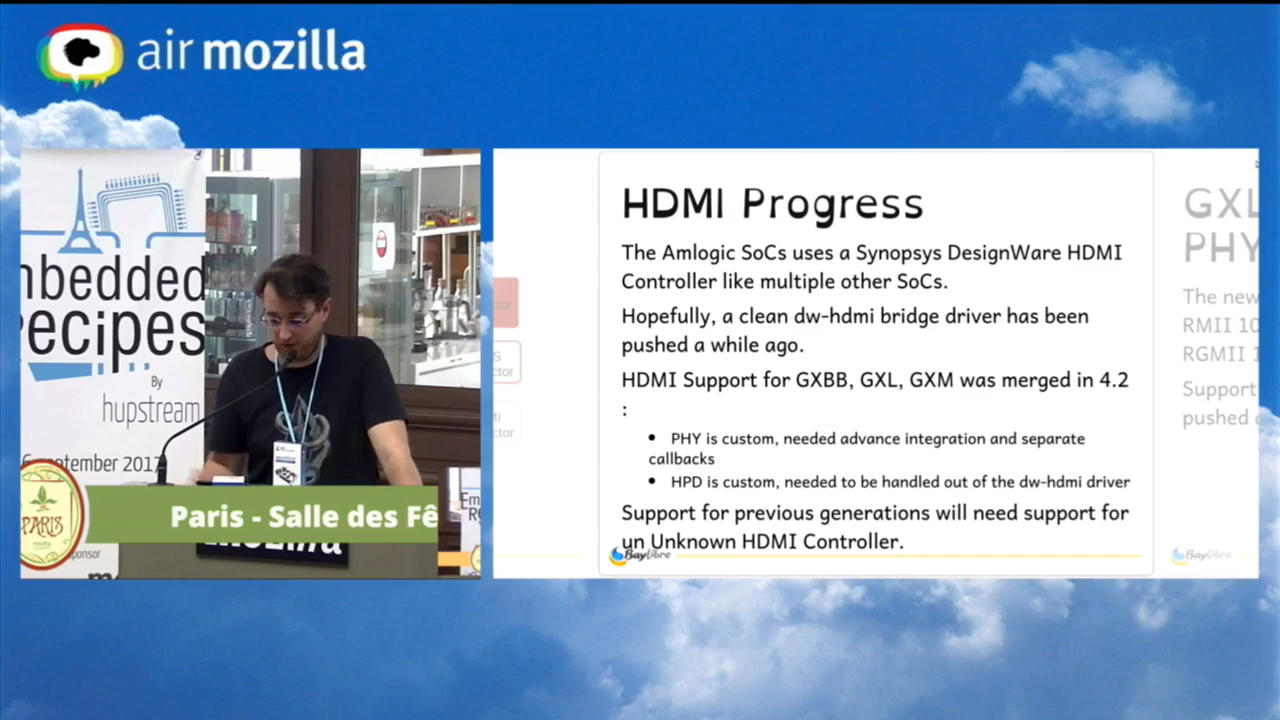 air mozilla
mbedded
ecipes
By
hupstream
September 2017
PARIS
mozilla
Paris - Salle des Fê
ponsor
HDMI Progress
The Amlogic SoCs uses a Synopsys DesignWare HDMI
Controller like multiple other SoCs.
Hopefully, a clean dw-hdmi bridge driver has been
pushed a while ago.
HDMI Support for GXBB, GXL, GXM was merged in 4.2
:
• PHY is custom, needed advance integration and separate
callbacks
• HPD is custom, needed to be handled out of the dw-hdmi driver
Support for previous generations will need support for
un Unknown HDMI Controller.
BayLibre
GXL
PHY
The new
RMII 10
RGMII 1
Support
pushed
BayLibre